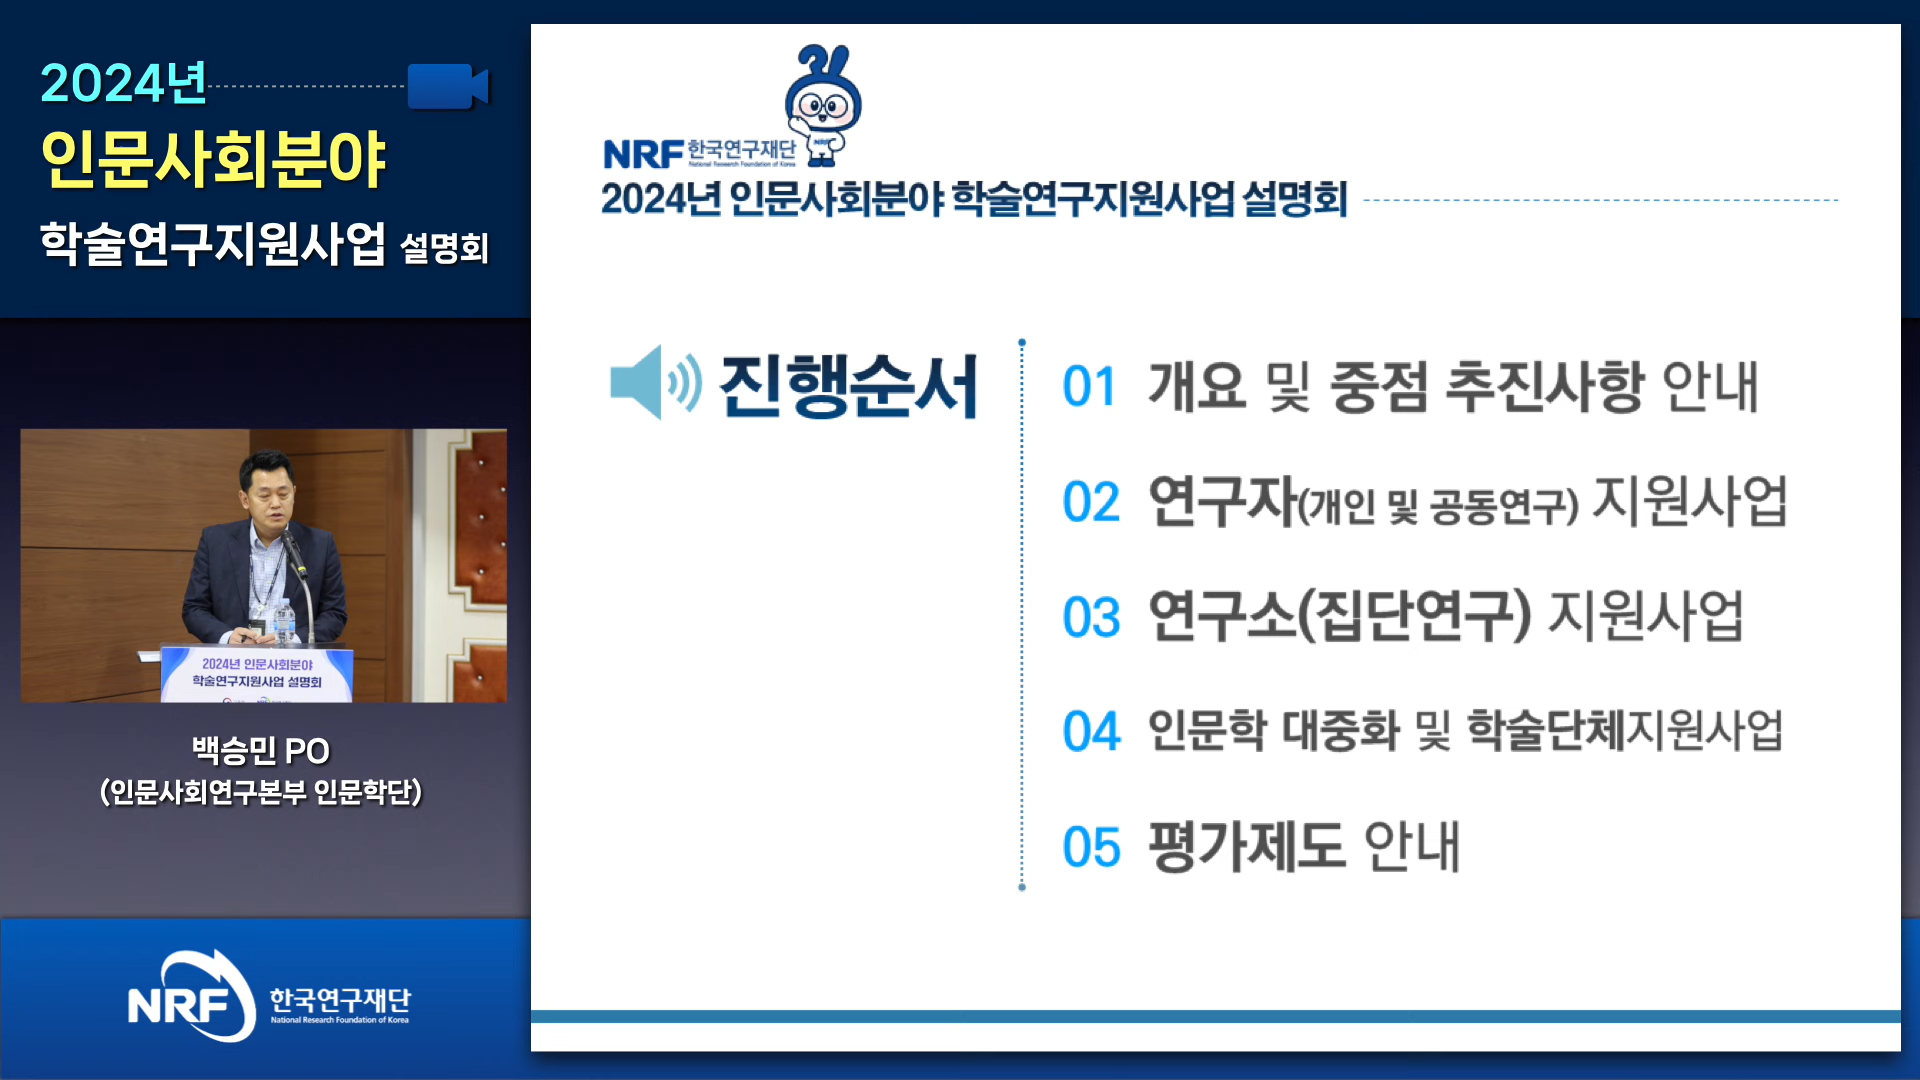 2024년
인문사회분야
학술연구지원사업 설명회
2024년 인문사회분야
학술연구지원사업 설명회
백승민 PO
(인문사회연구본부 인문학단)
NRF 한국연구재단
National Research Foundation of Korea
NRF 한국연구재단
National Research Foundation of Korea
NRF
2024년 인문사회분야 학술연구지원사업 설명회
진행순서
01 개요 및 중점 추진사항 안내
02 연구자(개인 및 공동연구) 지원사업
03 연구소(집단연구) 지원사업
04 인문학 대중화 및 학술단체지원사업
05 평가제도 안내